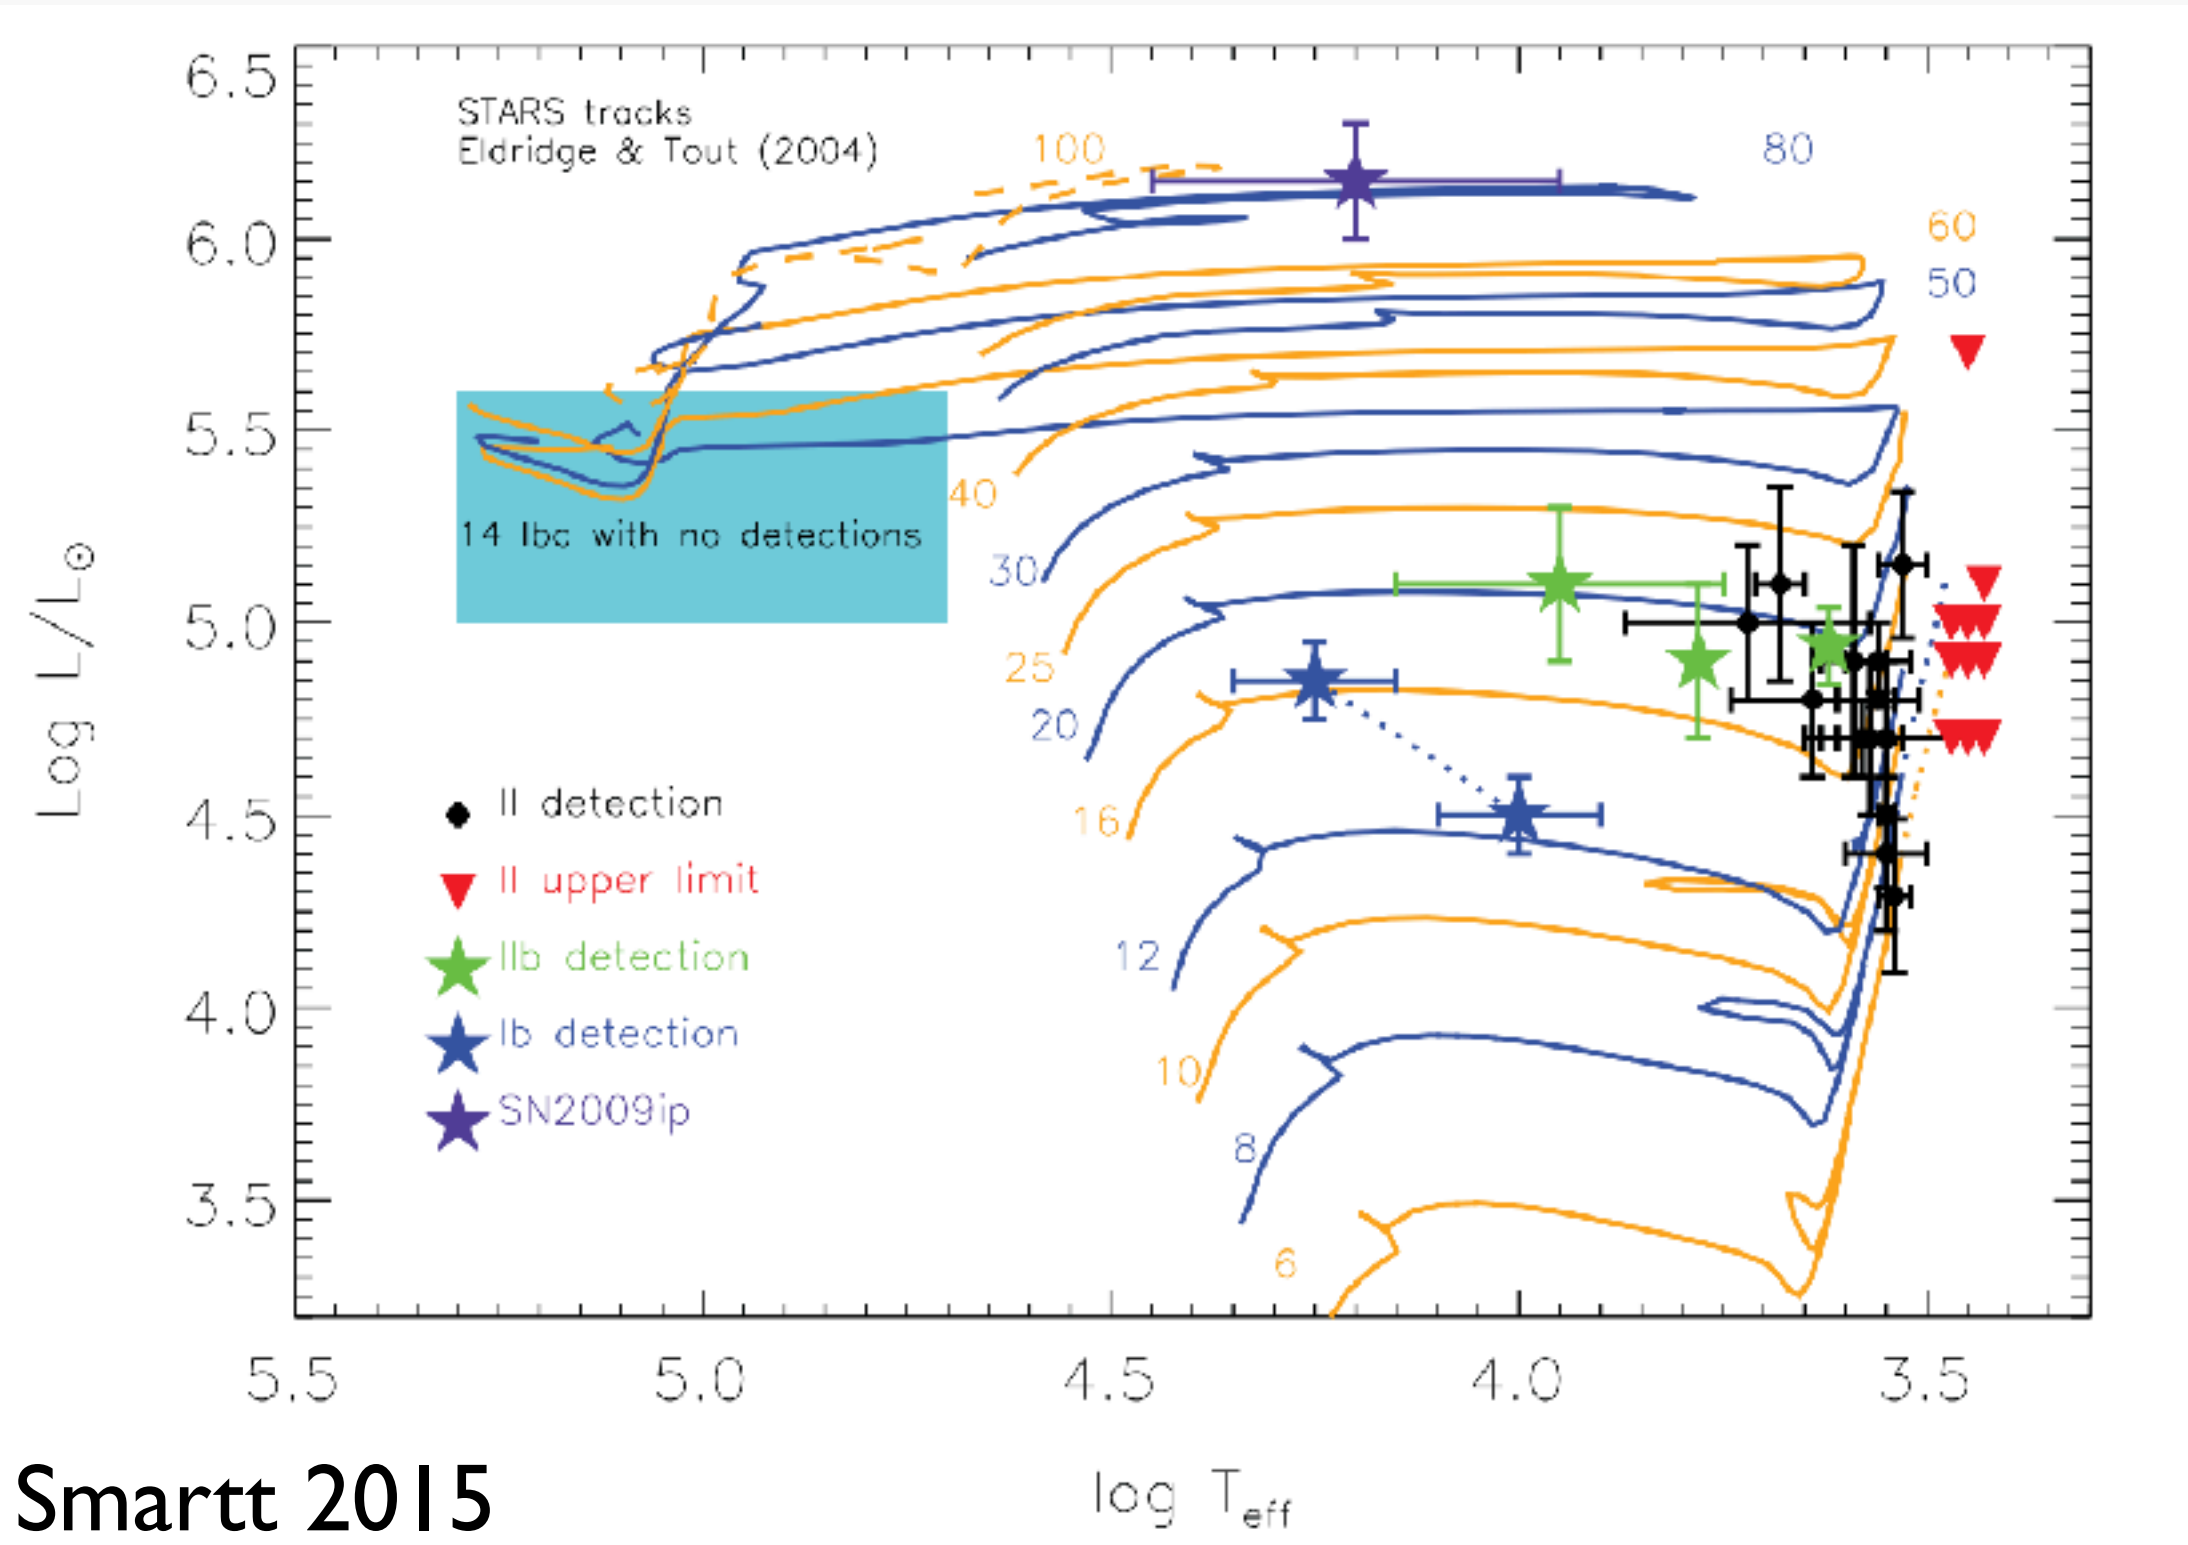 6.5
6.0
5.5
5.0
4.5
4.0
3.5
Log L/L⊙
STARS tracks
Eldridge & Tout (2004)
100
80
60
50
40
14 Ibc with no detections
30
25
20
16
12
10
8
6
II detection
II upper limit
IIb detection
Ib detection
SN2009ip
5.5 5.0 4.5 4.0 3.5
log Teff
Smartt 2015